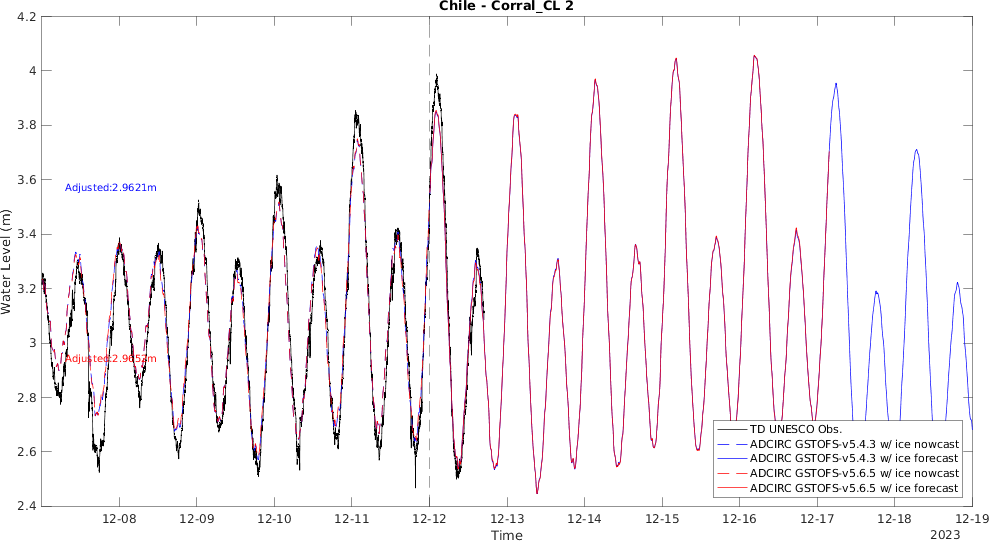 Chile - Corral_CL 2
4.2
4
3.8
3.6
3.4
3.2
3
2.8
2.6
2.4
Water Level (m)
Adjusted:2.9621m
Adjusted:2.9652m
TD UNESCO Obs.
ADCIRC GSTOFS-v5.4.3 w/ ice nowcast
ADCIRC GSTOFS-v5.4.3 w/ ice forecast
ADCIRC GSTOFS-v5.6.5 w/ ice nowcast
ADCIRC GSTOFS-v5.6.5 w/ ice forecast
12-08 12-09 12-10 12-11 12-12 12-13 12-14 12-15 12-16 12-17 12-18 12-19
Time
2023